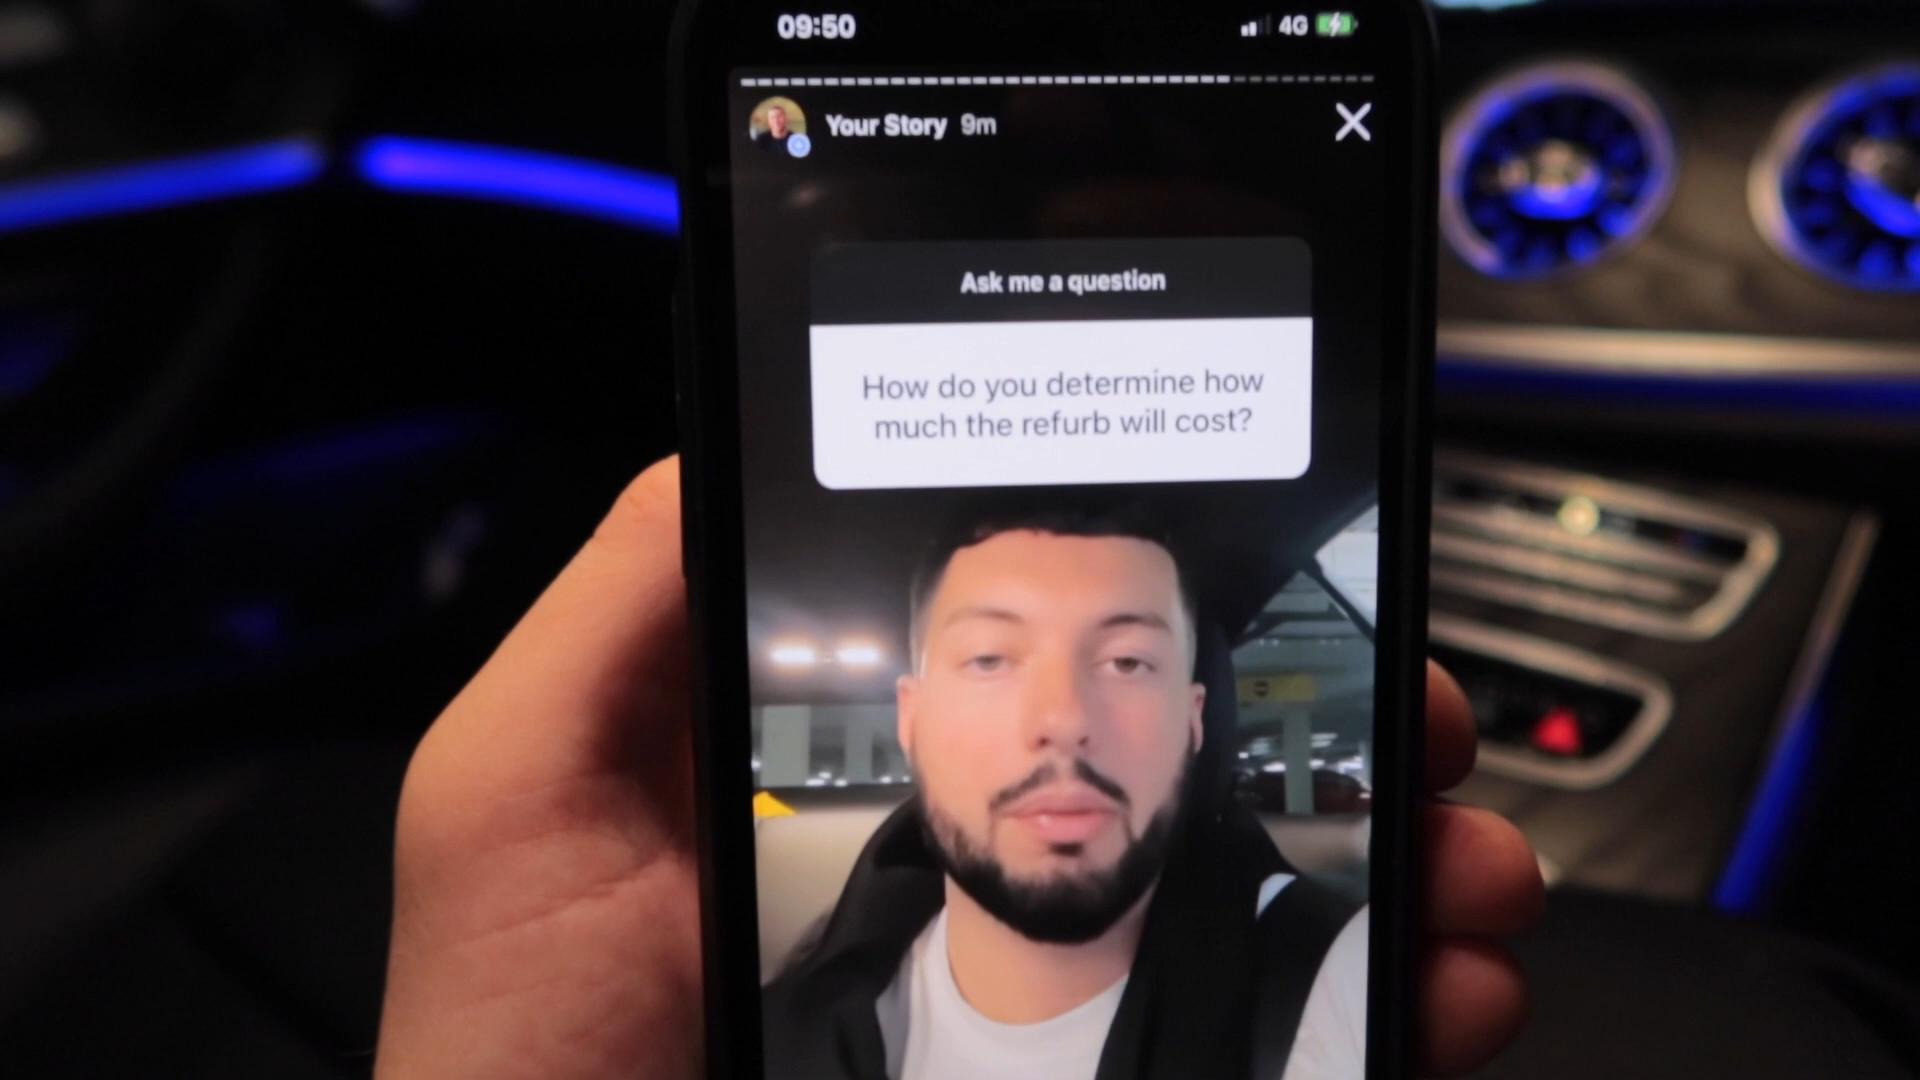 09:50 4G
Your Story 9m
Ask me a question
How do you determine how
much the refurb will cost?